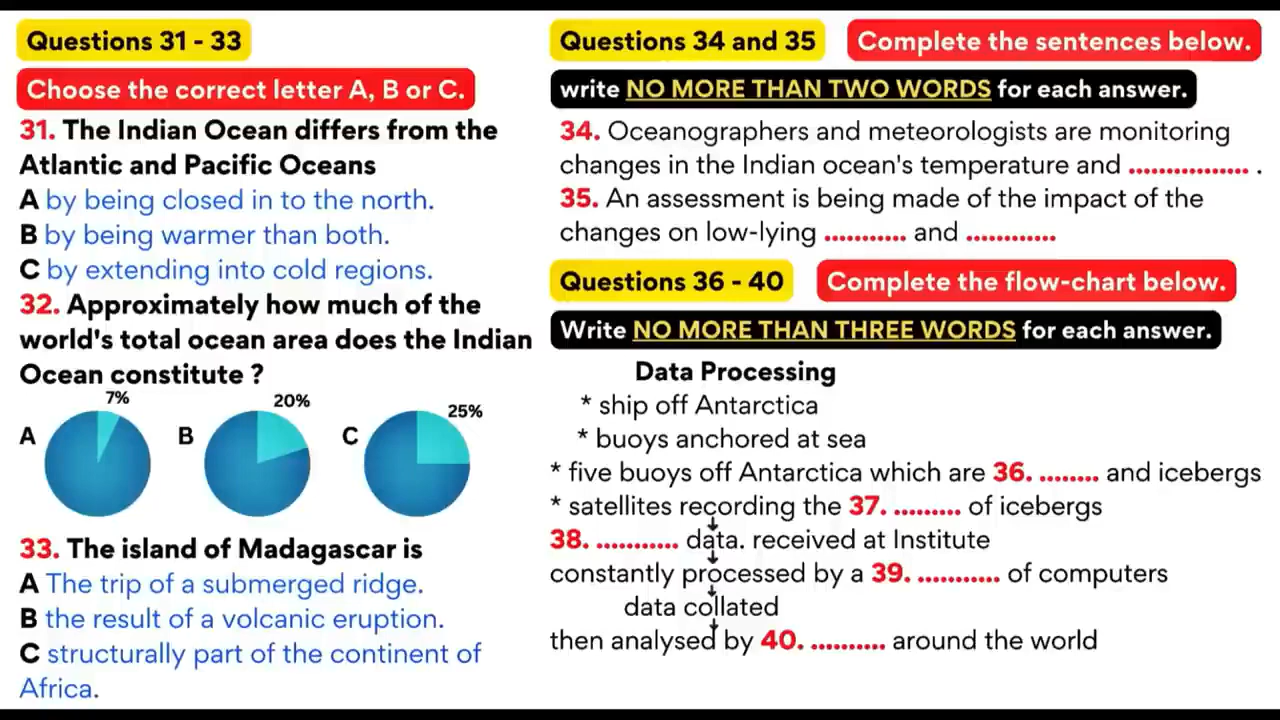 Questions 31 - 33
Choose the correct letter A, B or C.
31. The Indian Ocean differs from the
Atlantic and Pacific Oceans
A by being closed in to the north.
B by being warmer than both.
C by extending into cold regions.
32. Approximately how much of the
world's total ocean area does the Indian
Ocean constitute ?
A 7%
B 20%
C 25%
33. The island of Madagascar is
A The trip of a submerged ridge.
B the result of a volcanic eruption.
C structurally part of the continent of
Africa.
Questions 34 and 35
Complete the sentences below.
write NO MORE THAN TWO WORDS for each answer.
34. Oceanographers and meteorologists are monitoring
changes in the Indian ocean's temperature and ................. .
35. An assessment is being made of the impact of the
changes on low-lying ........... and ............
Questions 36 - 40
Complete the flow-chart below.
Write NO MORE THAN THREE WORDS for each answer.
Data Processing
* ship off Antarctica
* buoys anchored at sea
* five buoys off Antarctica which are 36. ........ and icebergs
* satellites recording the 37. ......... of icebergs
38. ........... data. received at Institute
constantly processed by a 39. ........... of computers
data collated
then analysed by 40. .......... around the world